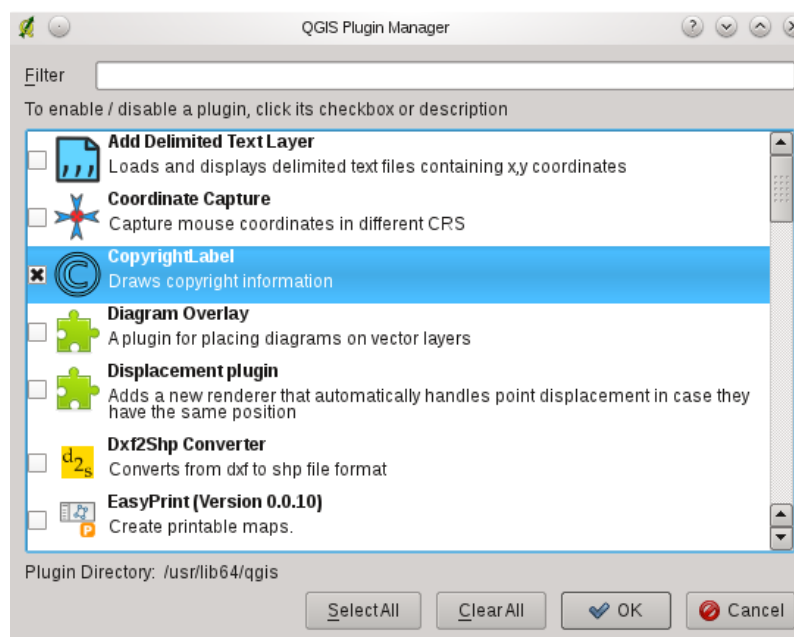 QGIS Plugin Manager
Filter
To enable / disable a plugin, click its checkbox or description
Add Delimited Text Layer
Loads and displays delimited text files containing x,y coordinates
Coordinate Capture
Capture mouse coordinates in different CRS
CopyrightLabel
Draws copyright information
Diagram Overlay
A plugin for placing diagrams on vector layers
Displacement plugin
Adds a new renderer that automatically handles point displacement in case they
have the same position
d2s
Dxf2Shp Converter
Converts from dxf to shp file format
EasyPrint (Version 0.0.10)
P
Create printable maps.
Plugin Directory: /usr/lib64/qgis
Select All
Clear All
OK
Cancel